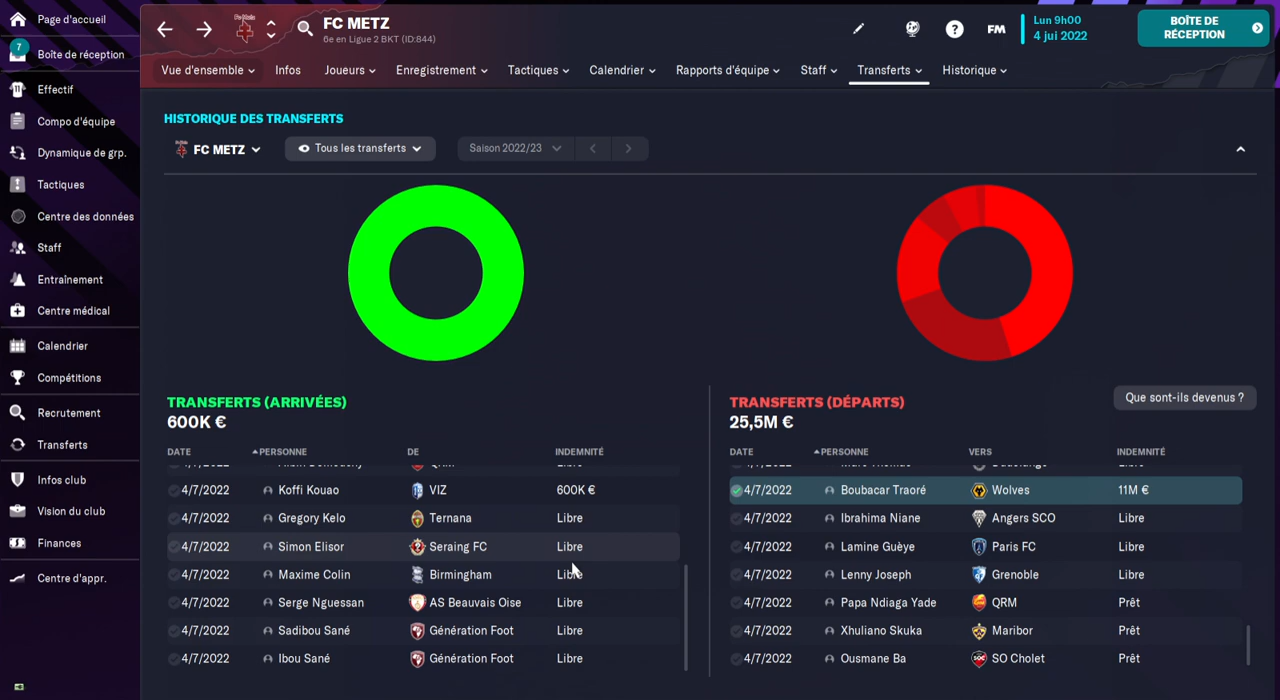 Page d'accueil
7
Boîte de réception
Effectif
Compo d'équipe
Dynamique de grp.
Tactiques
Centre des données
Staff
Entraînement
Centre médical
Calendrier
Compétitions
Recrutement
Transferts
Infos club
Vision du club
Finances
Centre d'appr.
FC METZ
6e en Ligue 2 BKT (ID:844)
FM
Lun 9h00
4 jui 2022
BOÎTE DE
RÉCEPTION
Vue d'ensemble Infos Joueurs Enregistrement Tactiques Calendrier Rapports d'équipe Staff Transferts Historique
HISTORIQUE DES TRANSFERTS
FC METZ Tous les transferts Saison 2022/23
TRANSFERTS (ARRIVÉES)
600K €
DATE PERSONNE DE INDEMNITÉ
4/7/2022 Koffi Kouao VIZ 600K €
4/7/2022 Gregory Kelo Ternana Libre
4/7/2022 Simon Elisor Seraing FC Libre
4/7/2022 Maxime Colin Birmingham Libre
4/7/2022 Serge Nguessan AS Beauvais Oise Libre
4/7/2022 Sadibou Sané Génération Foot Libre
4/7/2022 Ibou Sané Génération Foot Libre
TRANSFERTS (DÉPARTS)
25,5M €
Que sont-ils devenus ?
DATE PERSONNE VERS INDEMNITÉ
4/7/2022 Boubacar Traoré Wolves 11M €
4/7/2022 Ibrahima Niane Angers SCO Libre
4/7/2022 Lamine Guèye Paris FC Libre
4/7/2022 Lenny Joseph Grenoble Libre
4/7/2022 Papa Ndiaga Yade QRM Prêt
4/7/2022 Xhuliano Skuka Maribor Prêt
4/7/2022 Ousmane Ba SO Cholet Prêt